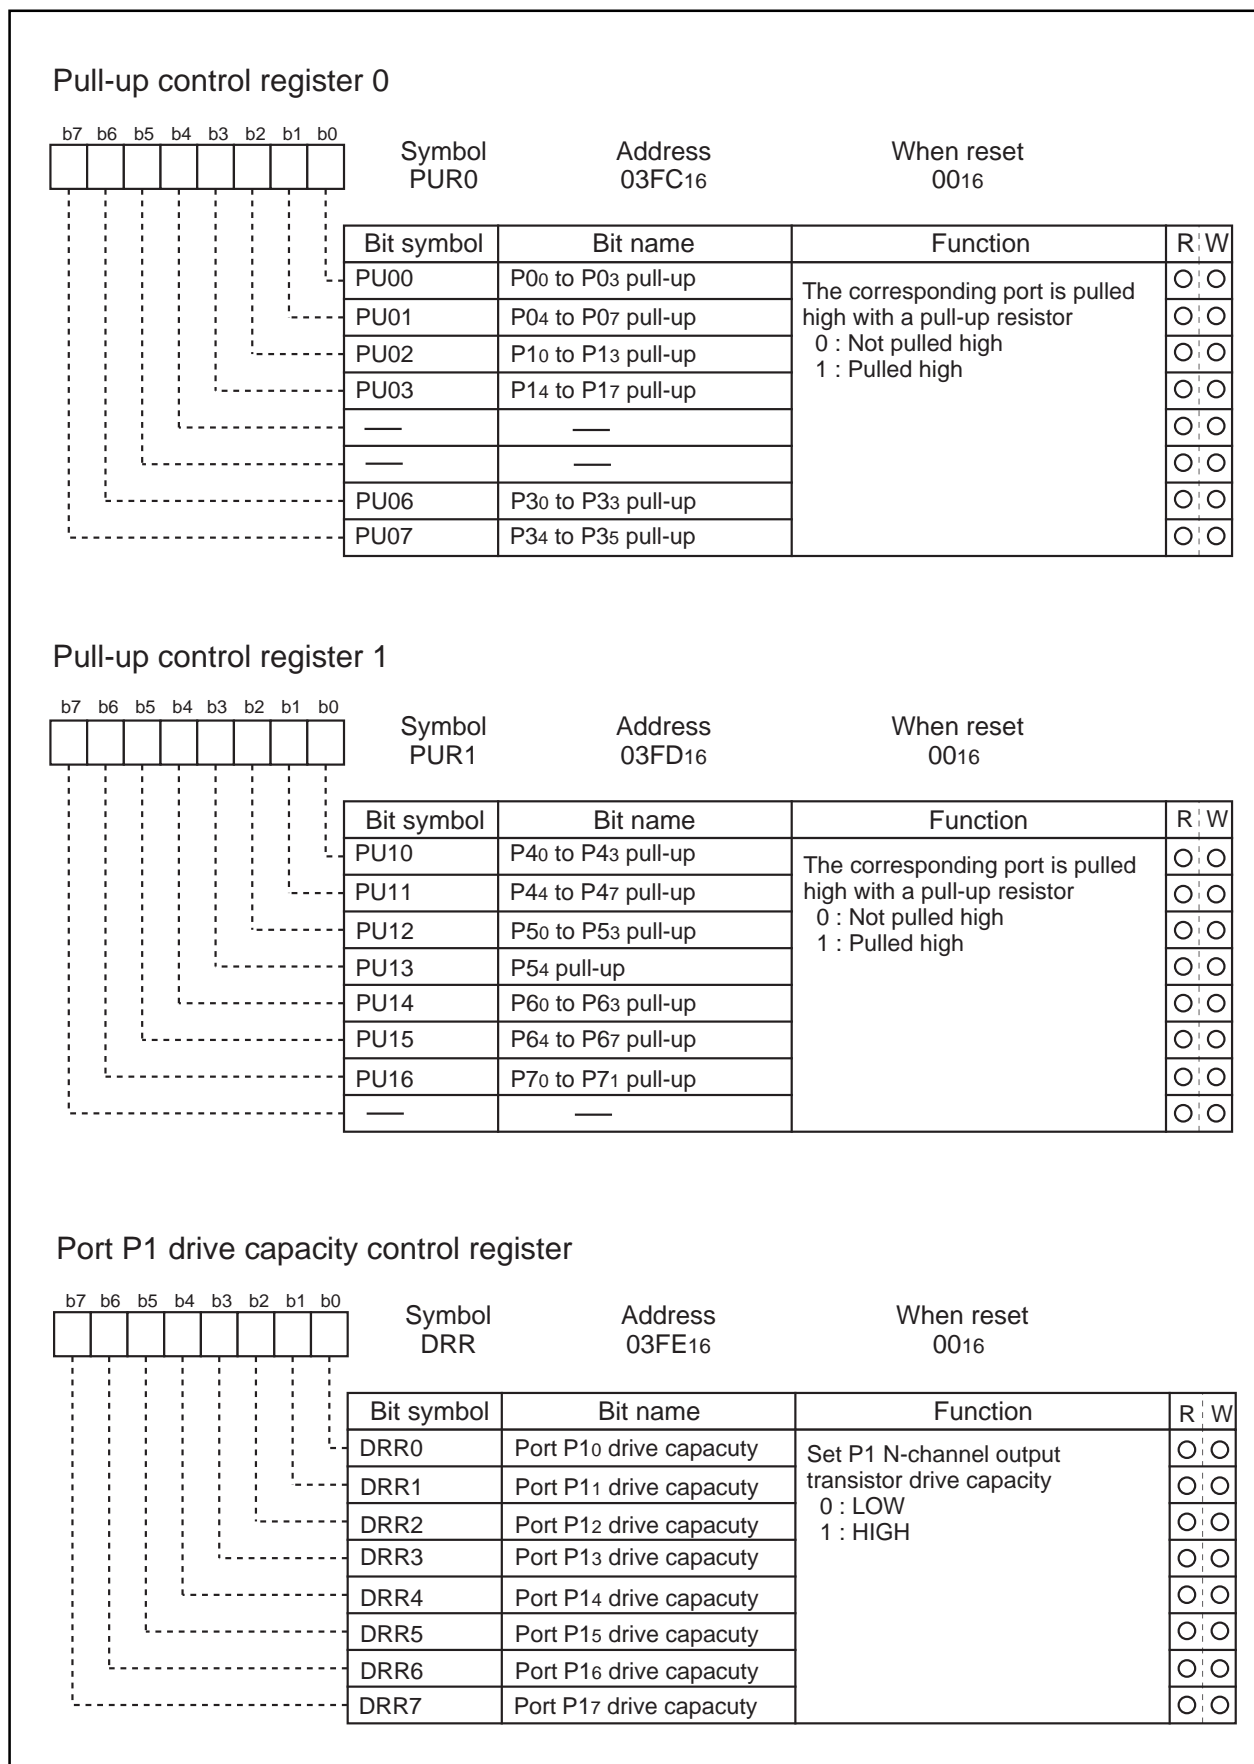 Pull-up control register 0
b7 b6 b5 b4 b3 b2 b1 b0
Symbol Address When reset
PUR0 03FC16 0016
Bit symbol Bit name Function R W
PU00 P00 to P03 pull-up
The corresponding port is pulled
PU01 P04 to P07 pull-up high with a pull-up resistor
0 : Not pulled high
PU02 P10 to P13 pull-up
1 : Pulled high
PU03 P14 to P17 pull-up
— —
— —
PU06 P30 to P33 pull-up
PU07 P34 to P35 pull-up
Pull-up control register 1
b7 b6 b5 b4 b3 b2 b1 b0
Symbol Address When reset
PUR1 03FD16 0016
Bit symbol Bit name Function R W
PU10 P40 to P43 pull-up
The corresponding port is pulled
PU11 P44 to P47 pull-up high with a pull-up resistor
0 : Not pulled high
PU12 P50 to P53 pull-up
1 : Pulled high
PU13 P54 pull-up
PU14 P60 to P63 pull-up
PU15 P64 to P67 pull-up
PU16 P70 to P71 pull-up
— —
Port P1 drive capacity control register
b7 b6 b5 b4 b3 b2 b1 b0
Symbol Address When reset
DRR 03FE16 0016
Bit symbol Bit name Function R W
DRR0 Port P10 drive capacuty
Set P1 N-channel output
DRR1 Port P11 drive capacuty transistor drive capacity
0 : LOW
DRR2 Port P12 drive capacuty
1 : HIGH
DRR3 Port P13 drive capacuty
DRR4 Port P14 drive capacuty
DRR5 Port P15 drive capacuty
DRR6 Port P16 drive capacuty
DRR7 Port P17 drive capacuty